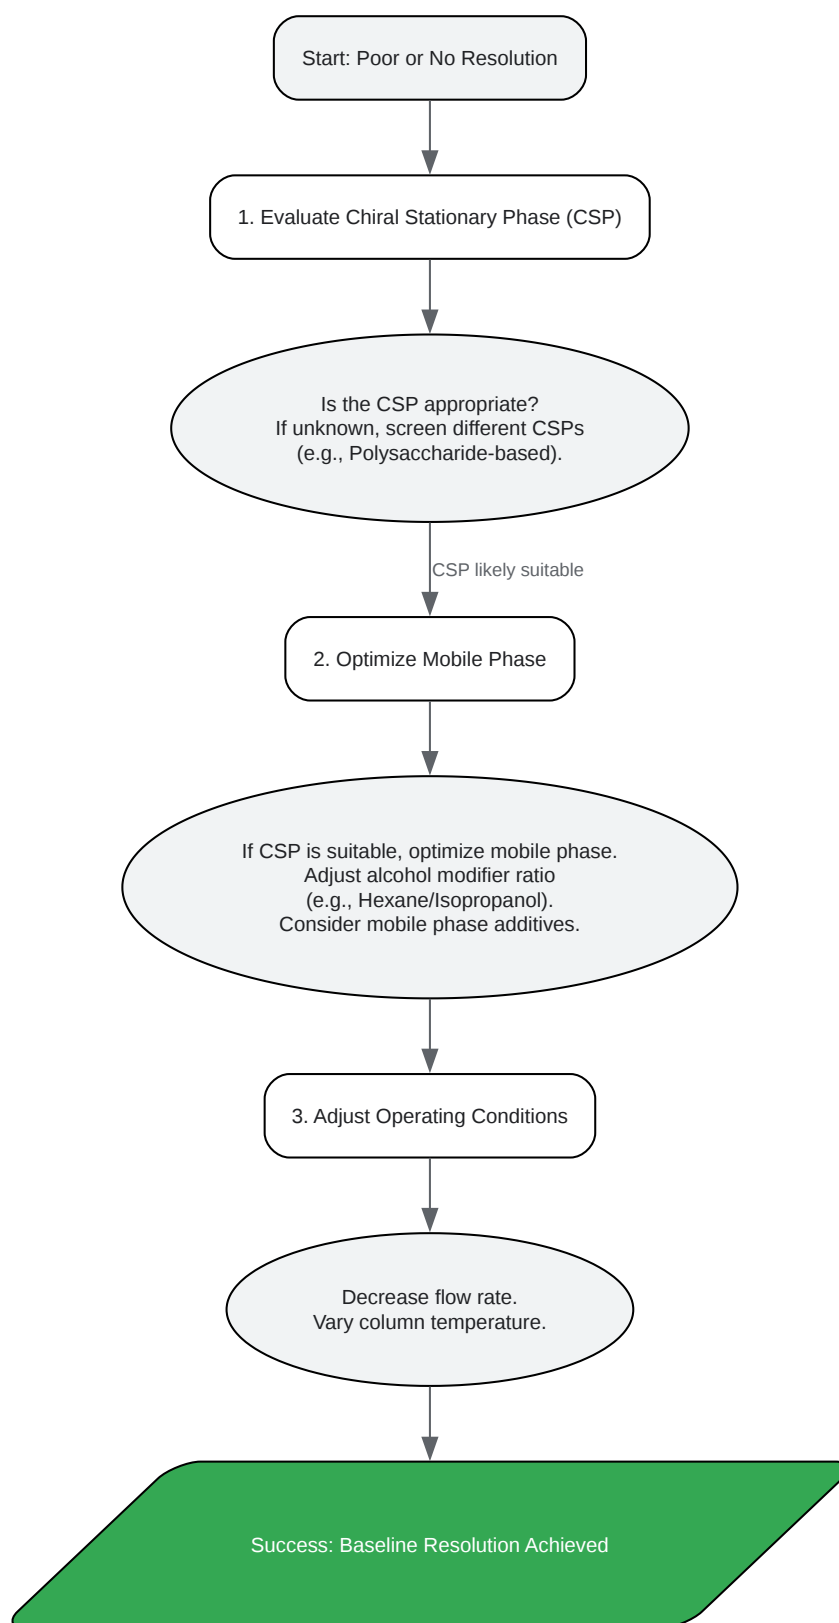 Start: Poor or No Resolution
1. Evaluate Chiral Stationary Phase (CSP)
Is the CSP appropriate?
If unknown, screen different CSPs
(e.g., Polysaccharide-based).
CSP likely suitable
2. Optimize Mobile Phase
If CSP is suitable, optimize mobile phase.
Adjust alcohol modifier ratio
(e.g., Hexane/Isopropanol).
Consider mobile phase additives.
3. Adjust Operating Conditions
Decrease flow rate.
Vary column temperature.
Success: Baseline Resolution Achieved